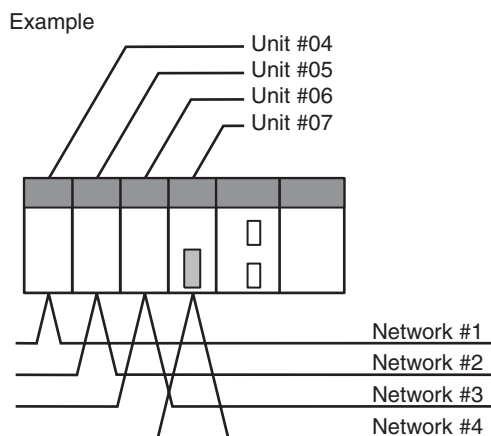 Example
Unit #04
Unit #05
Unit #06
Unit #07
Network #1
Network #2
Network #3
Network #4